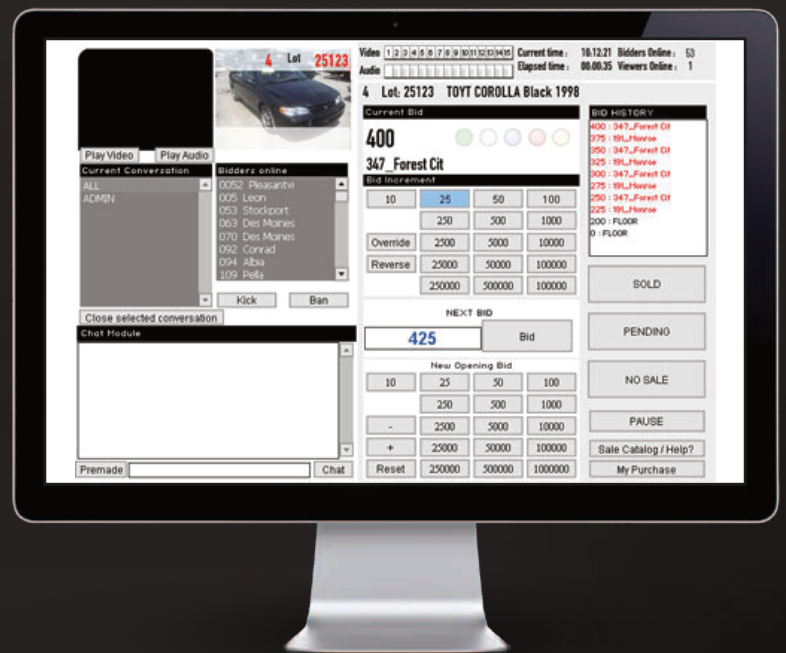 4 Lot 25123
Play Video Play Audio
Current Conversation
ALL
ADMIN
Close selected conversation
Bidders online
0052 Pleasantvi
005 Leon
053 Stockport
063 Des Moines
070 Des Moines
092 Conrad
094 Albia
109 Pella
Kick Ban
Chat Module
Premade Chat
Video 1 2 3 4 5 6 7 8 9 10 11 12 13 14 15 Current time : 10:12:21 Bidders Online : 53
Audio Elapsed time : 00:00:35 Viewers Online : 1
4 Lot: 25123 TOYT COROLLA Black 1998
Current Bid
400
347_Forest Cit
Bid Increment
10 25 50 100
250 500 1000
Override 2500 5000 10000
Reverse 25000 50000 100000
250000 500000 1000000
NEXT BID
425 Bid
New Opening Bid
10 25 50 100
250 500 1000
- 2500 5000 10000
+ 25000 50000 100000
Reset 250000 500000 1000000
BID HISTORY
400 : 347_Forest Cit
375 : 191_Monroe
350 : 347_Forest Cit
325 : 191_Monroe
300 : 347_Forest Cit
275 : 191_Monroe
250 : 347_Forest Cit
225 : 191_Monroe
200 : FLOOR
0 : FLOOR
SOLD
PENDING
NO SALE
PAUSE
Sale Catalog / Help?
My Purchase